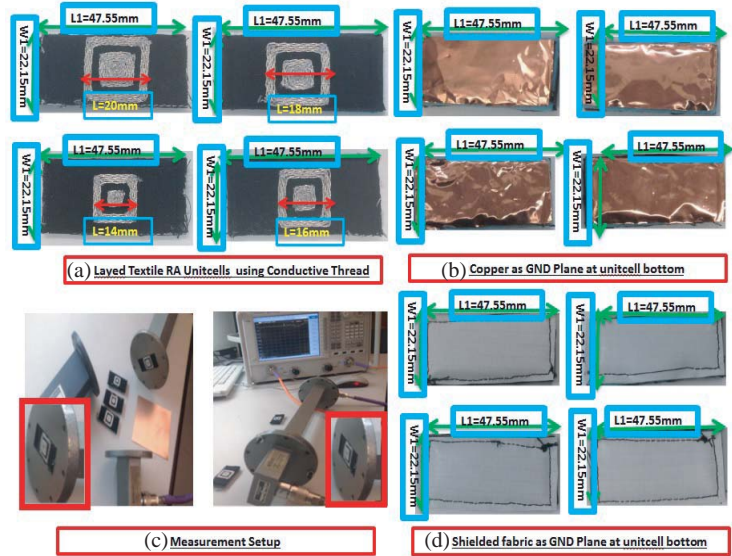 L1=47.55mm L1=47.55mm
W1=22.15mm W1=22.15mm
L=20mm L=18mm
L1=47.55mm L1=47.55mm
W1=22.15mm W1=22.15mm
L=14mm L=16mm
(a) Layed Textile RA Unitcells using Conductive Thread
L1=47.55mm L1=47.55mm
W1=22.15mm W1=22.15mm
L1=47.55mm L1=47.55mm
W1=22.15mm W1=22.15mm
(b) Copper as GND Plane at unitcell bottom
(c) Measurement Setup
L1=47.55mm L1=47.55mm
W1=22.15mm W1=22.15mm
L1=47.55mm L1=47.55mm
W1=22.15mm W1=22.15mm
(d) Shielded fabric as GND Plane at unitcell bottom